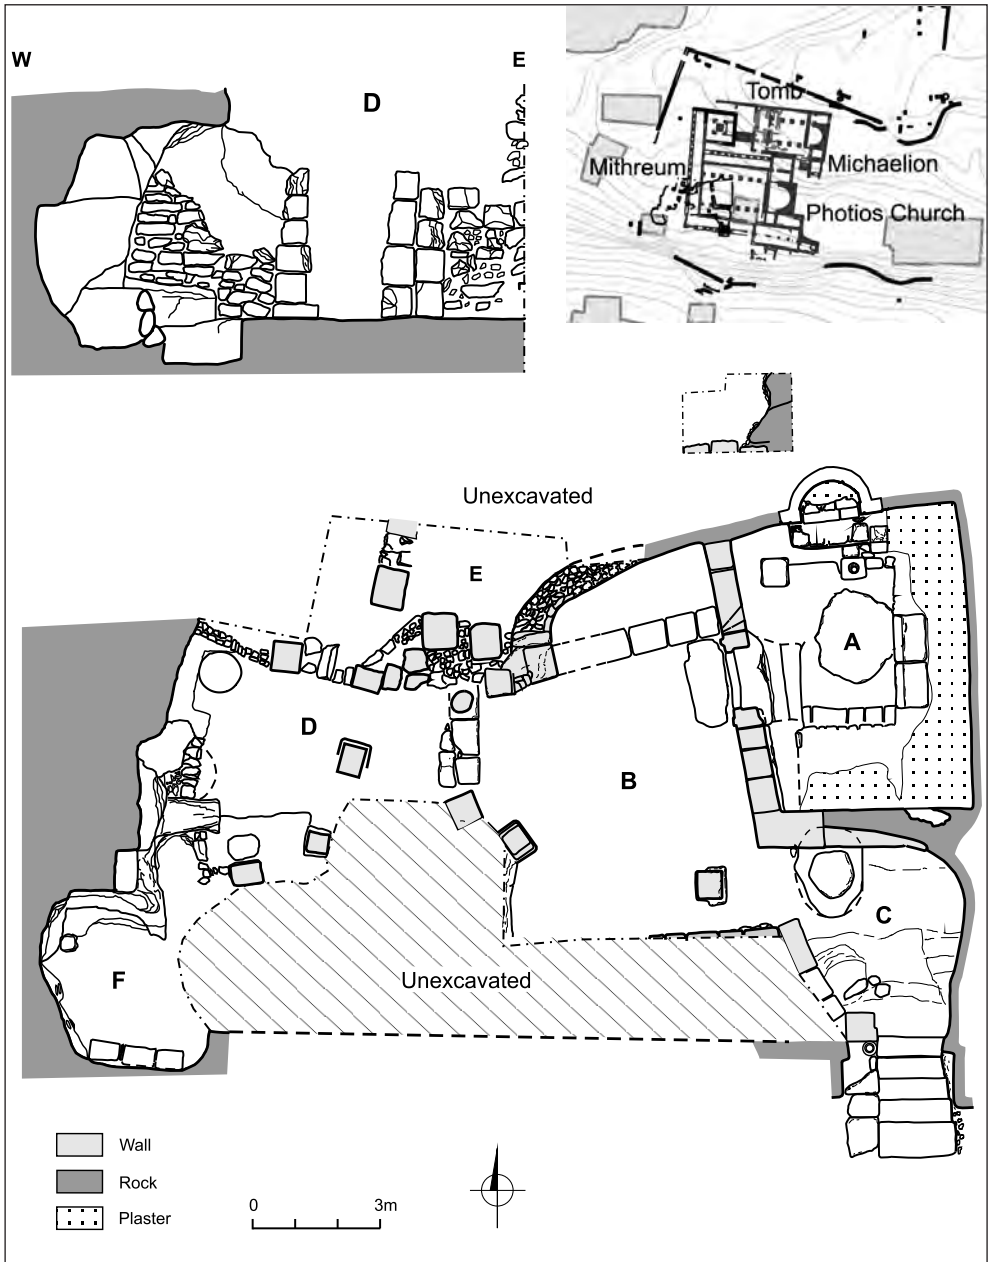 W
E
D
Tomb
Mithreum
Michaelion
Photios Church
Unexcavated
E
A
D
B
C
F
Unexcavated
Wall
Rock
Plaster
0 3m